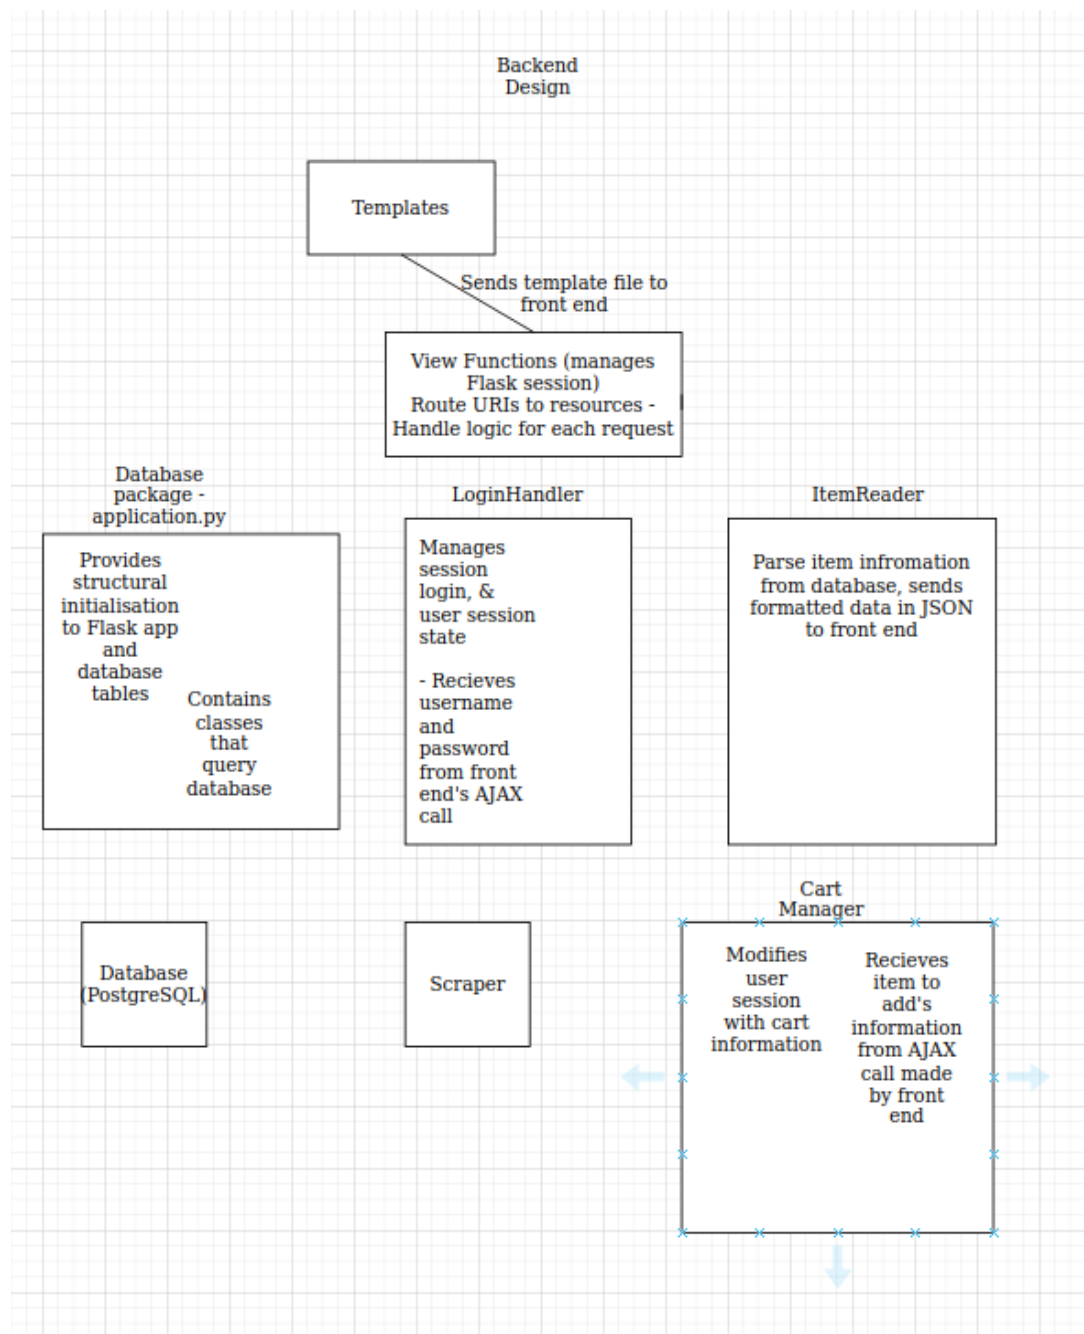 Backend
Design
Templates
Sends template file to
front end
View Functions (manages
Flask session)
Route URIs to resources -
Handle logic for each request
Database
package -
application.py
Provides
structural
initialisation
to Flask app
and
database
tables
Contains
classes
that
query
database
LoginHandler
Manages
session
login, &
user session
state
- Recieves
username
and
password
from front
end's AJAX
call
ItemReader
Parse item infromation
from database, sends
formatted data in JSON
to front end
Database
(PostgreSQL)
Scraper
Cart
Manager
Modifies
user
session
with cart
information
Recieves
item to
add's
information
from AJAX
call made
by front
end